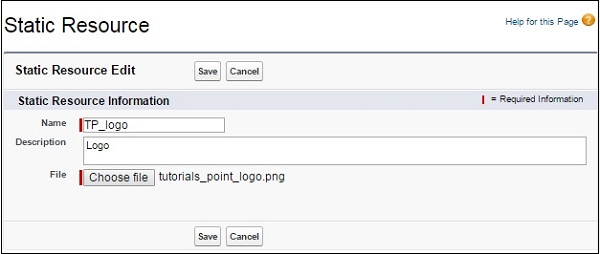 Static Resource
Help for this Page ?
Static Resource Edit
Save Cancel
Static Resource Information
= Required Information
Name TP_logo
Description Logo
File Choose file tutorials_point_logo.png
Save Cancel